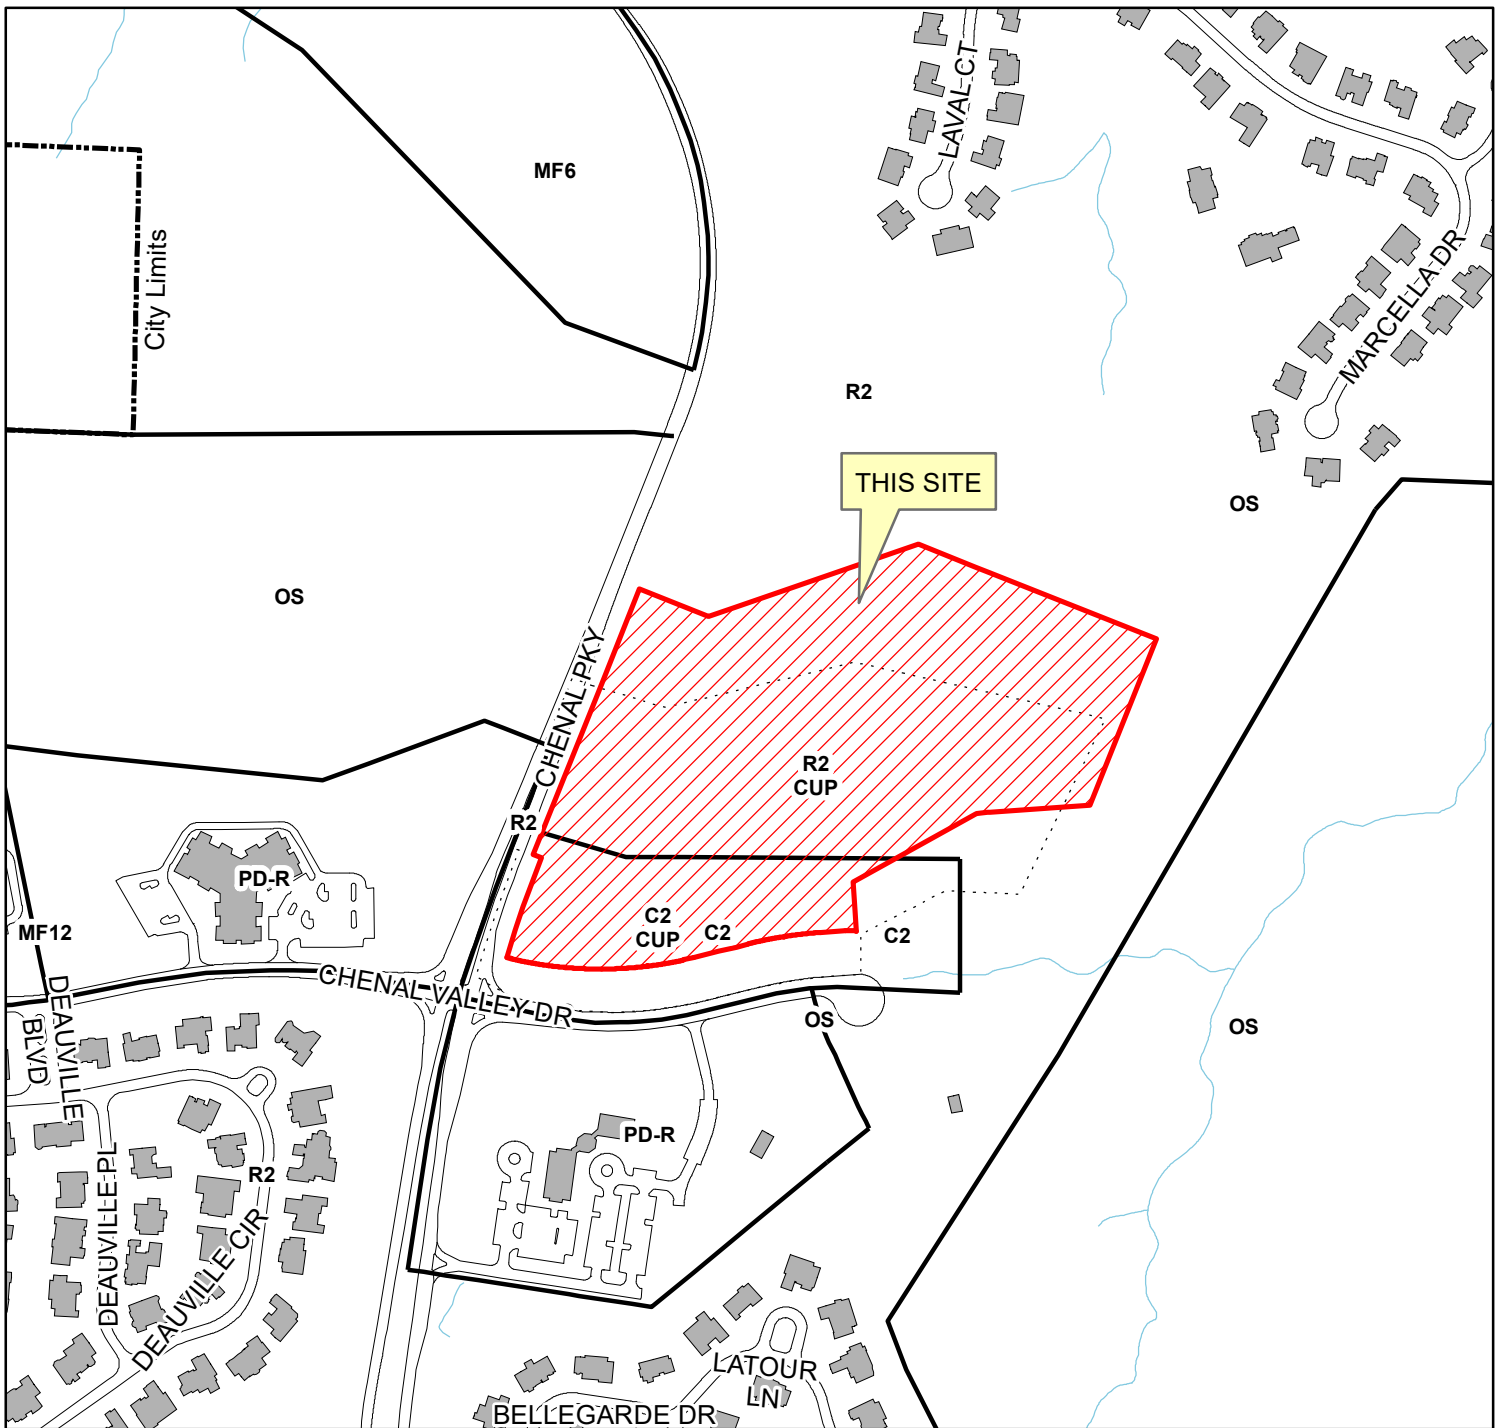 LAVAL CT
MF6
City Limits
MARCELLA DR
R2
THIS SITE
OS
OS
CHENAL PKY
R2
CUP
R2
PD-R
C2
CUP
C2
C2
MF12
CHENAL VALLEY DR
DEAUVILLE
BLVD
OS
OS
PD-R
R2
DEAUVILLE PL
DEAUVILLE CIR
LATOUR
LN
BELLEGARDE DR